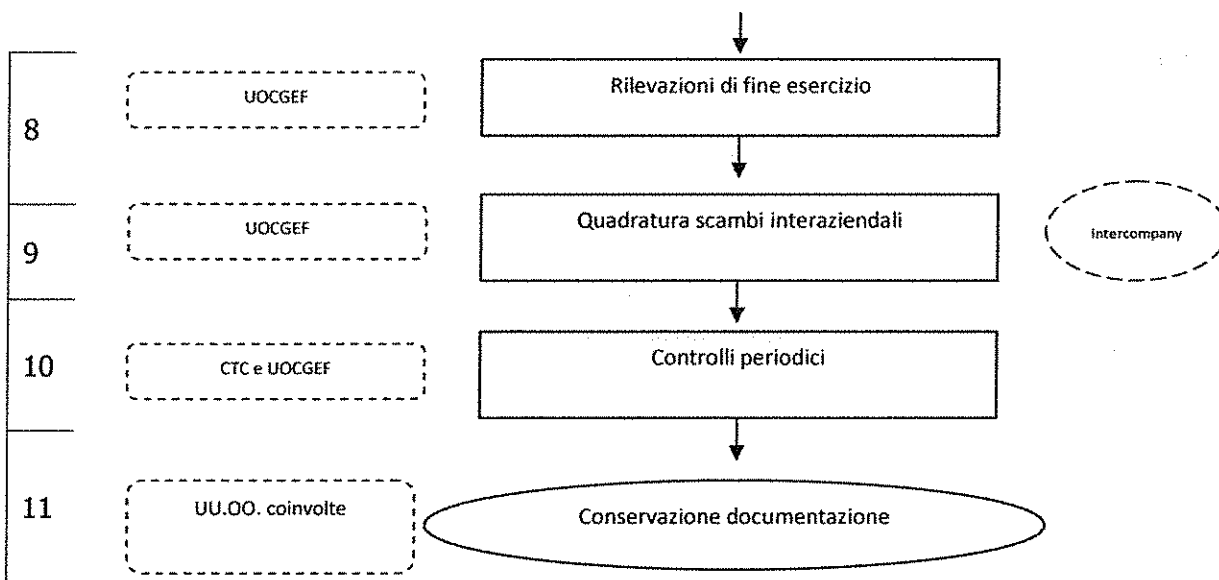 8
UOCGEF
Rilevazioni di fine esercizio
9
UOCGEF
Quadratura scambi interaziendali
Intercompany
10
CTC e UOCGEF
Controlli periodici
11
UU.OO. coinvolte
Conservazione documentazione